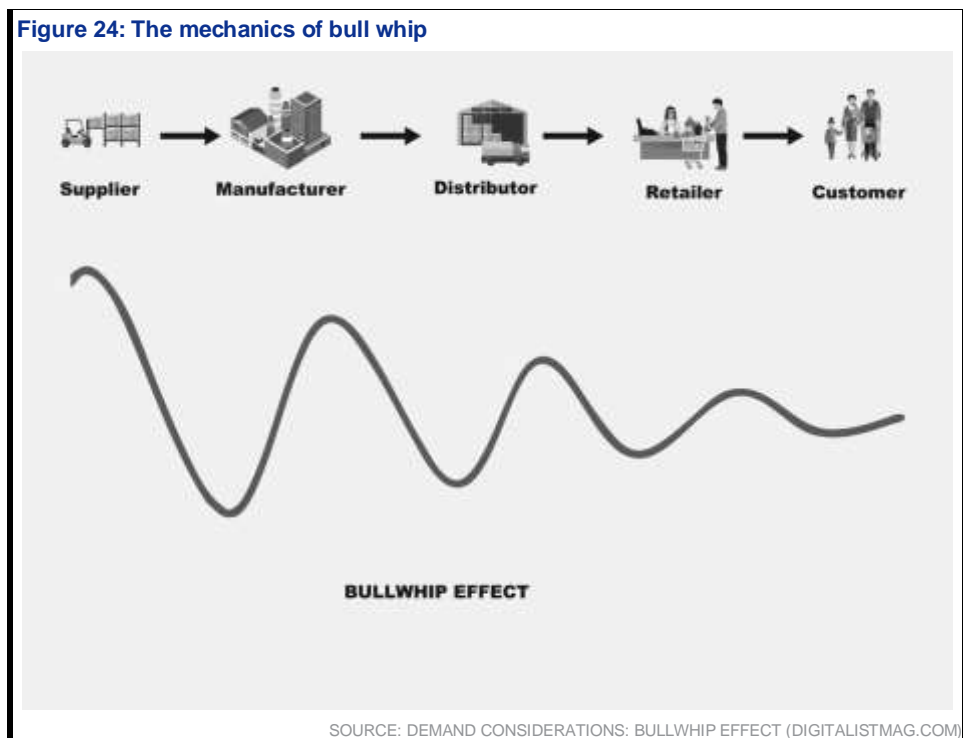 Figure 24: The mechanics of bull whip
Supplier Manufacturer Distributor Retailer Customer
BULLWHIP EFFECT
SOURCE: DEMAND CONSIDERATIONS: BULLWHIP EFFECT (DIGITALISTMAG.COM)